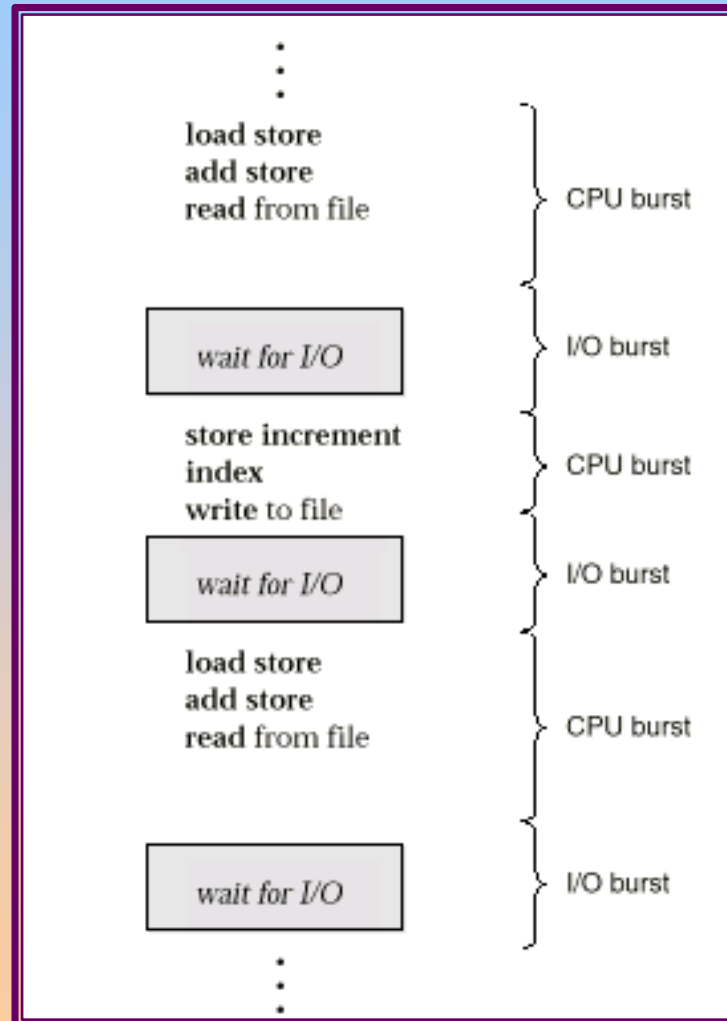 load store
add store
read from file
CPU burst
wait for I/O
I/O burst
store increment
index
write to file
CPU burst
wait for I/O
I/O burst
load store
add store
read from file
CPU burst
wait for I/O
I/O burst